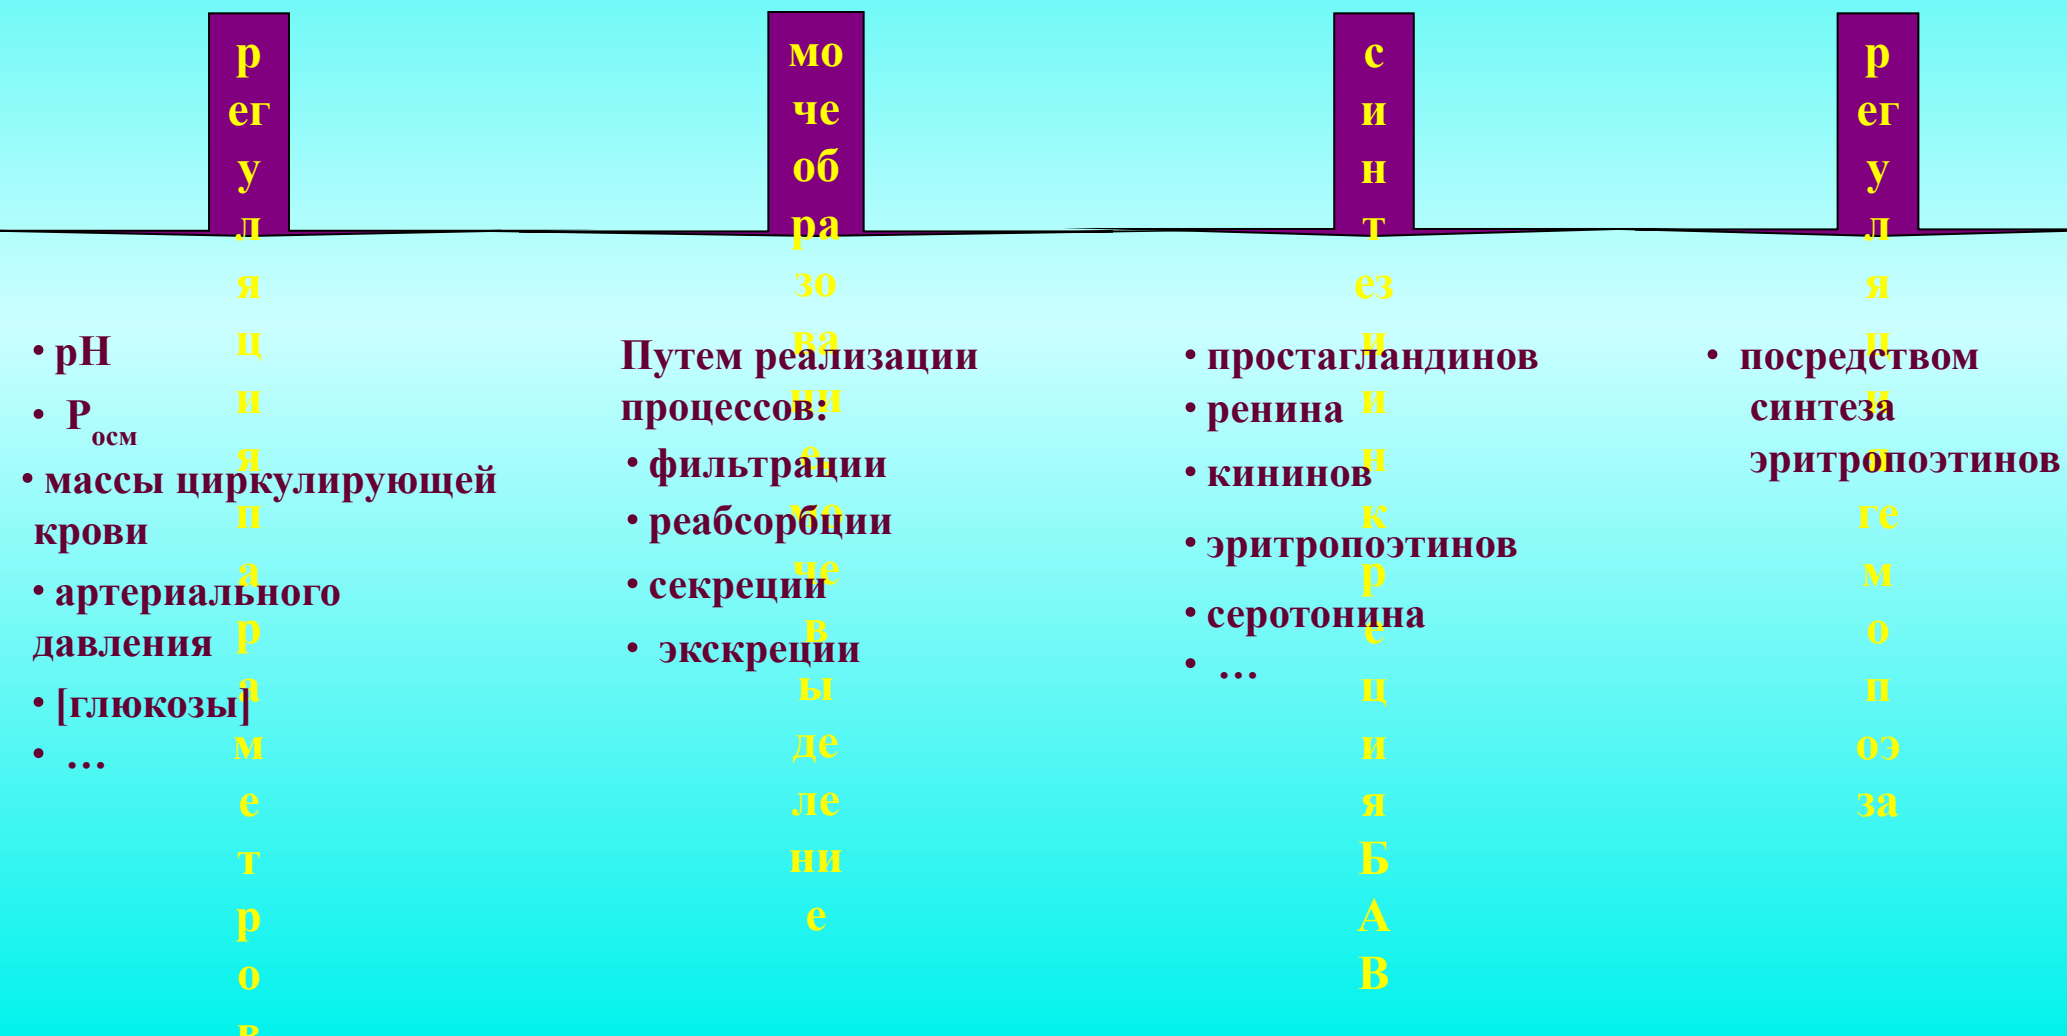 р
ег
у
л
я
ц
и
я
п
а
р
а
м
е
т
р
о
в
• pH
• Р осм
• массы циркулирующей
крови
• артериального
давления
• [глюкозы]
• …
мо
че
об
ра
зо
ва
ни
е,
мо
че
в
ы
де
ле
ни
е
Путем реализации
процессов:
• фильтрации
• реабсорбции
• секреции
• экскреции
с
и
н
т
ез
и
и
н
к
р
е
ц
и
я
Б
А
В
• простагландинов
• ренина
• кининов
• эритропоэтинов
• серотонина
• …
р
ег
у
л
я
ц
и
я
ге
м
о
п
оэ
за
• посредством
синтеза
эритропоэтинов